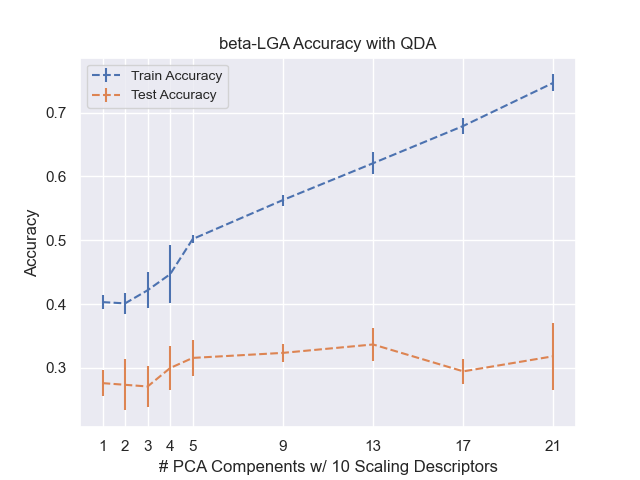 beta-LGA Accuracy with QDA
Train Accuracy
Test Accuracy
0.7
0.6
0.5
0.4
0.3
Accuracy
1 2 3 4 5 9 13 17 21
# PCA Compenents w/ 10 Scaling Descriptors